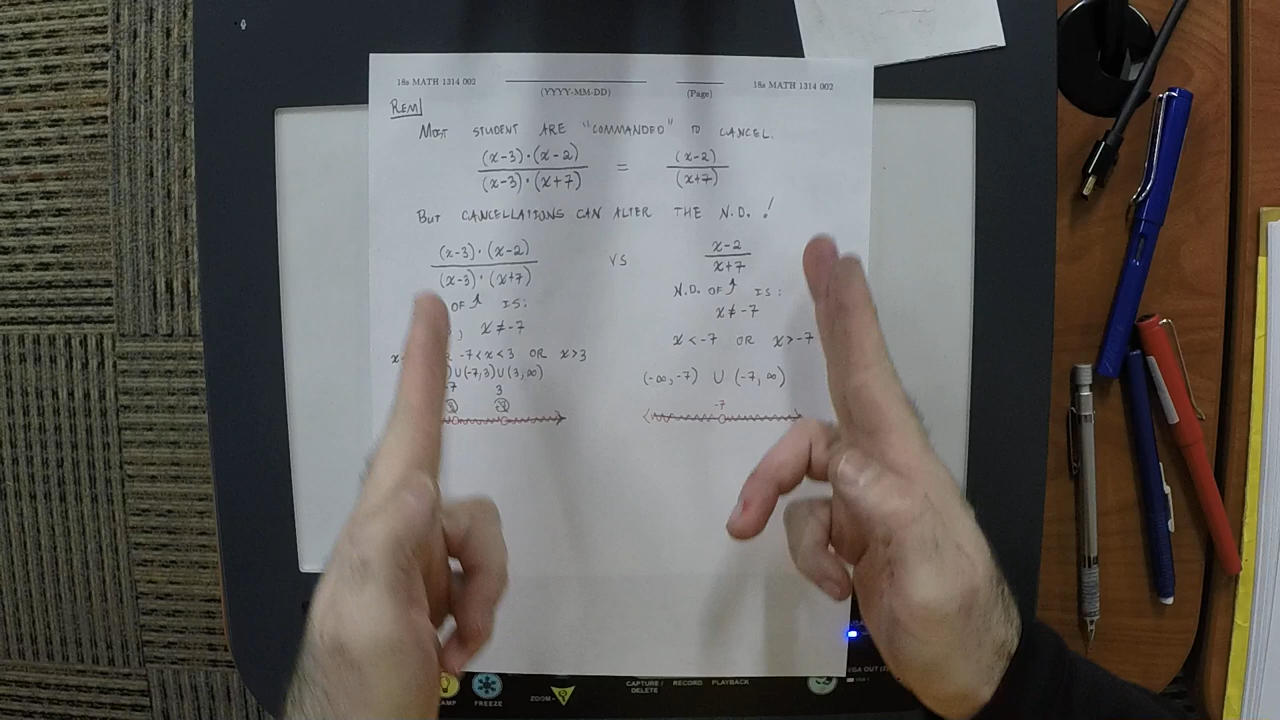 18s MATH 1314 002 (YYYY-MM-DD) (Page) 18s MATH 1314 002
REM|
MOST STUDENT ARE "COMMANDED" TO CANCEL.
(x-3)·(x-2) / (x-3)·(x+7) = (x-2) / (x+7)
BUT CANCELLATIONS CAN ALTER THE N.D.!
(x-3)·(x-2) / (x-3)·(x+7) VS x-2 / x+7
OF IS:
, x ≠ -7
-7 < x < 3 OR x > 3
)∪(-7,3)∪(3,∞)
3
N.D. OF IS:
x ≠ -7
x < -7 OR x > -7
(-∞,-7) ∪ (-7,∞)
-7
FREEZE
ZOOM-
CAPTURE /
DELETE
RECORD
PLAYBACK